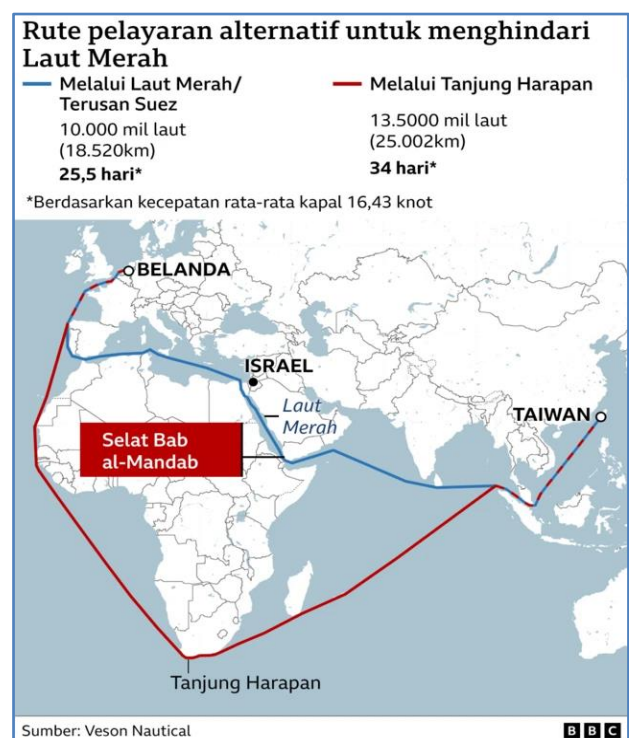 Rute pelayaran alternatif untuk menghindari
Laut Merah
Melalui Laut Merah/
Terusan Suez
10.000 mil laut
(18.520km)
25,5 hari*
Melalui Tanjung Harapan
13.5000 mil laut
(25.002km)
34 hari*
*Berdasarkan kecepatan rata-rata kapal 16,43 knot
BELANDA
ISRAEL
Laut
Merah
TAIWAN
Selat Bab
al-Mandab
Tanjung Harapan
Sumber: Veson Nautical
BBC